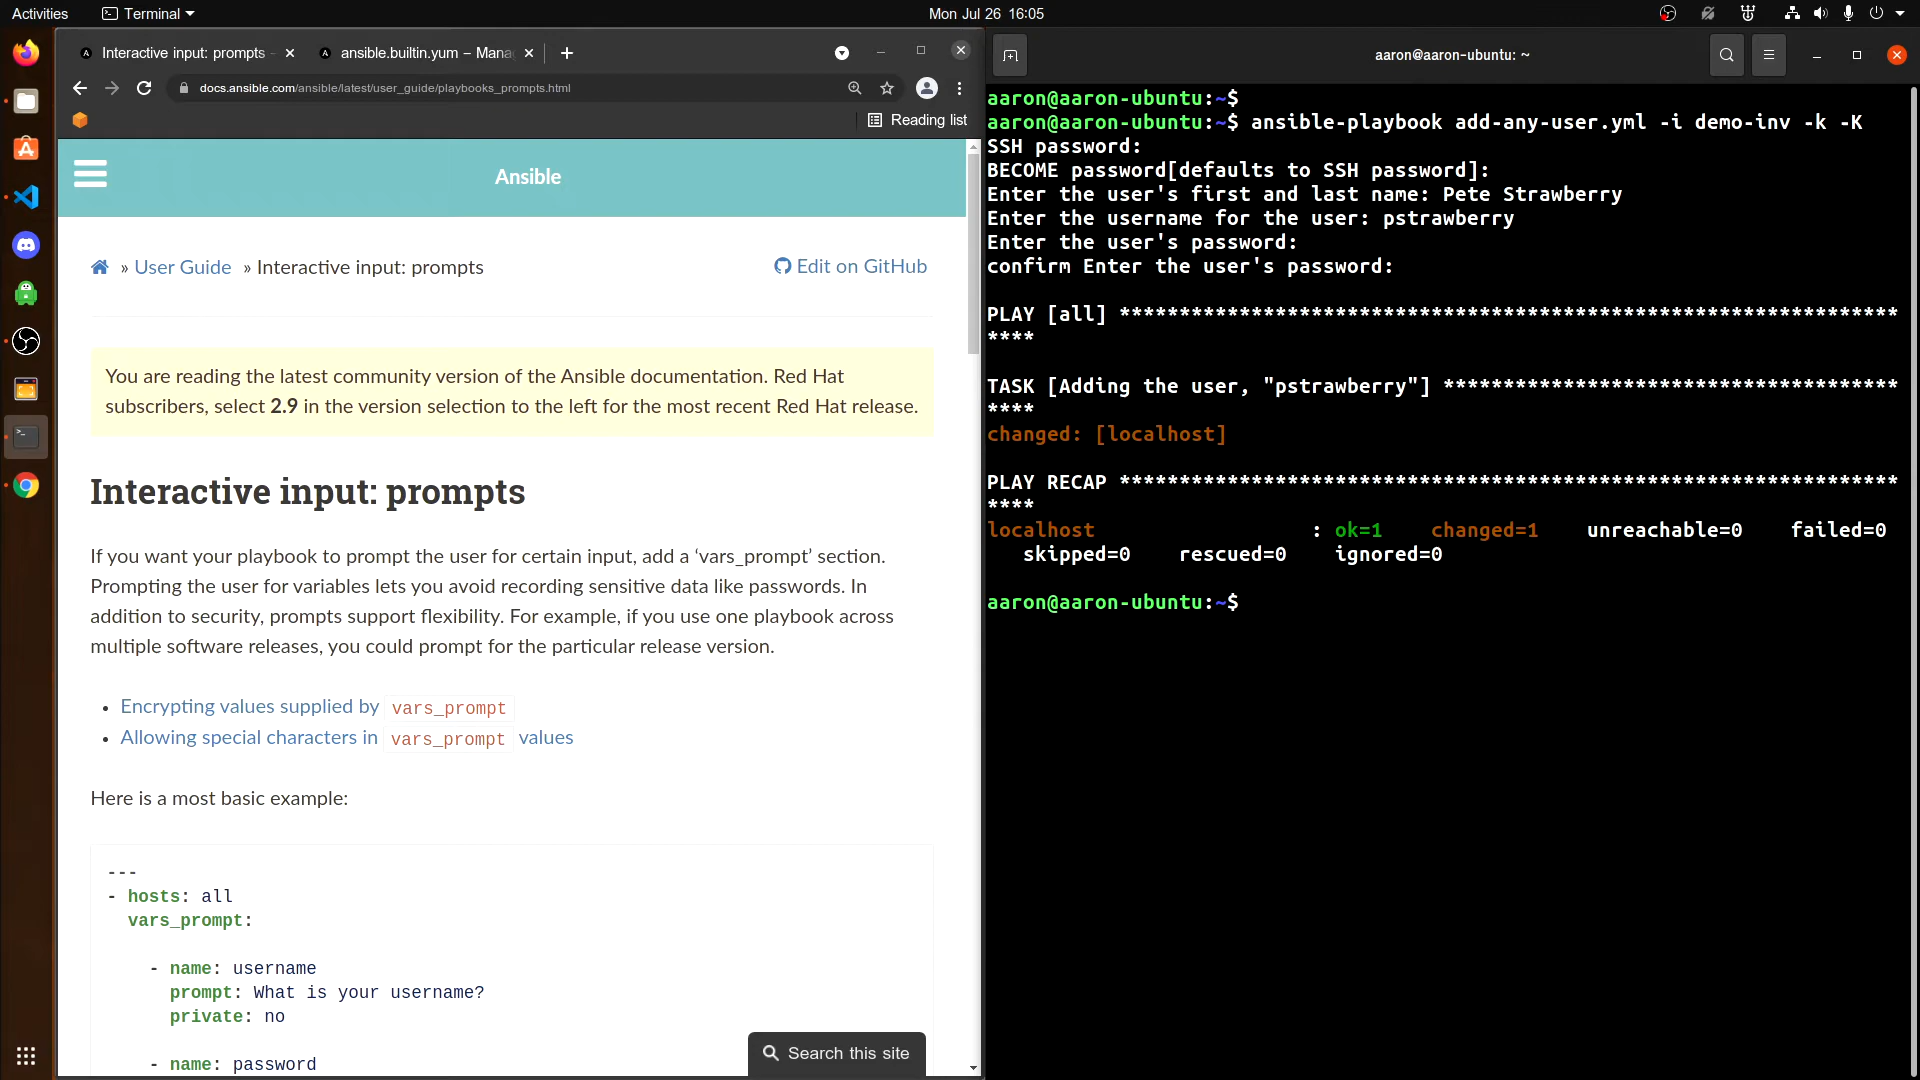 Activities
Terminal
Mon Jul 26 16:05
Interactive input: prompts
ansible.builtin.yum – Mana
docs.ansible.com/ansible/latest/user_guide/playbooks_prompts.html
Reading list
Ansible
» User Guide » Interactive input: prompts
Edit on GitHub
You are reading the latest community version of the Ansible documentation. Red Hat
subscribers, select 2.9 in the version selection to the left for the most recent Red Hat release.
Interactive input: prompts
If you want your playbook to prompt the user for certain input, add a ‘vars_prompt’ section.
Prompting the user for variables lets you avoid recording sensitive data like passwords. In
addition to security, prompts support flexibility. For example, if you use one playbook across
multiple software releases, you could prompt for the particular release version.
• Encrypting values supplied by vars_prompt
• Allowing special characters in vars_prompt values
Here is a most basic example:
---
- hosts: all
vars_prompt:
- name: username
prompt: What is your username?
private: no
- name: password
Search this site
aaron@aaron-ubuntu: ~
aaron@aaron-ubuntu:~$
aaron@aaron-ubuntu:~$ ansible-playbook add-any-user.yml -i demo-inv -k -K
SSH password:
BECOME password[defaults to SSH password]:
Enter the user's first and last name: Pete Strawberry
Enter the username for the user: pstrawberry
Enter the user's password:
confirm Enter the user's password:
PLAY [all] *****************************************************************
****
TASK [Adding the user, "pstrawberry"] **************************************
****
changed: [localhost]
PLAY RECAP *****************************************************************
****
localhost : ok=1 changed=1 unreachable=0 failed=0
skipped=0 rescued=0 ignored=0
aaron@aaron-ubuntu:~$